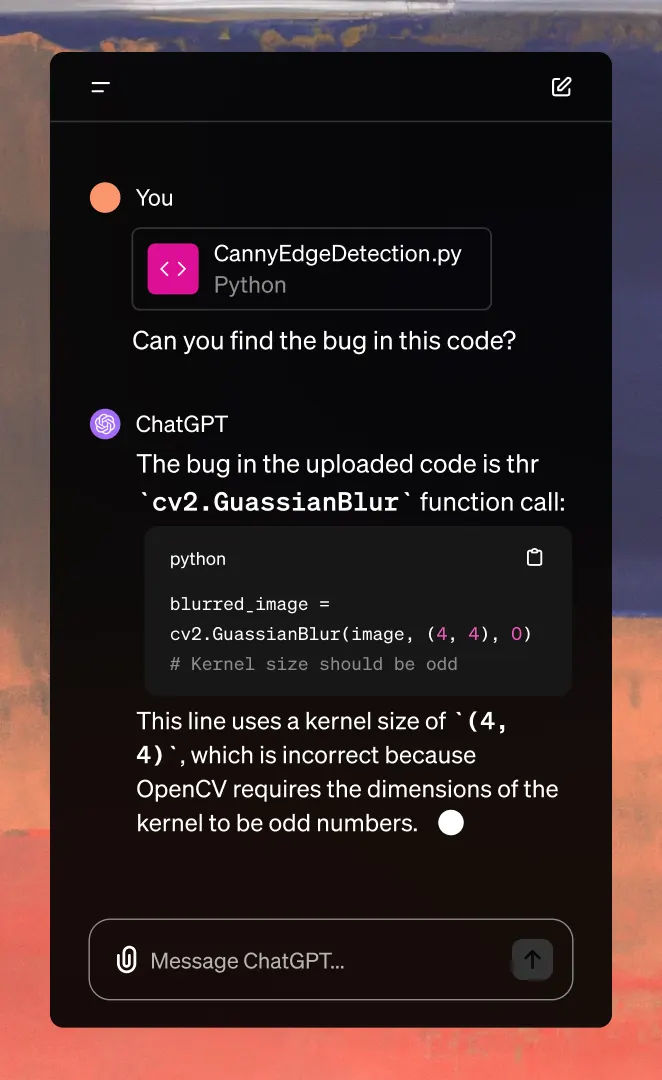 You
CannyEdgeDetection.py
Python
Can you find the bug in this code?
ChatGPT
The bug in the uploaded code is thr
`cv2.GuassianBlur` function call:
python
blurred_image =
cv2.GuassianBlur(image, (4, 4), 0)
# Kernel size should be odd
This line uses a kernel size of `(4,
4)`, which is incorrect because
OpenCV requires the dimensions of the
kernel to be odd numbers.
Message ChatGPT...